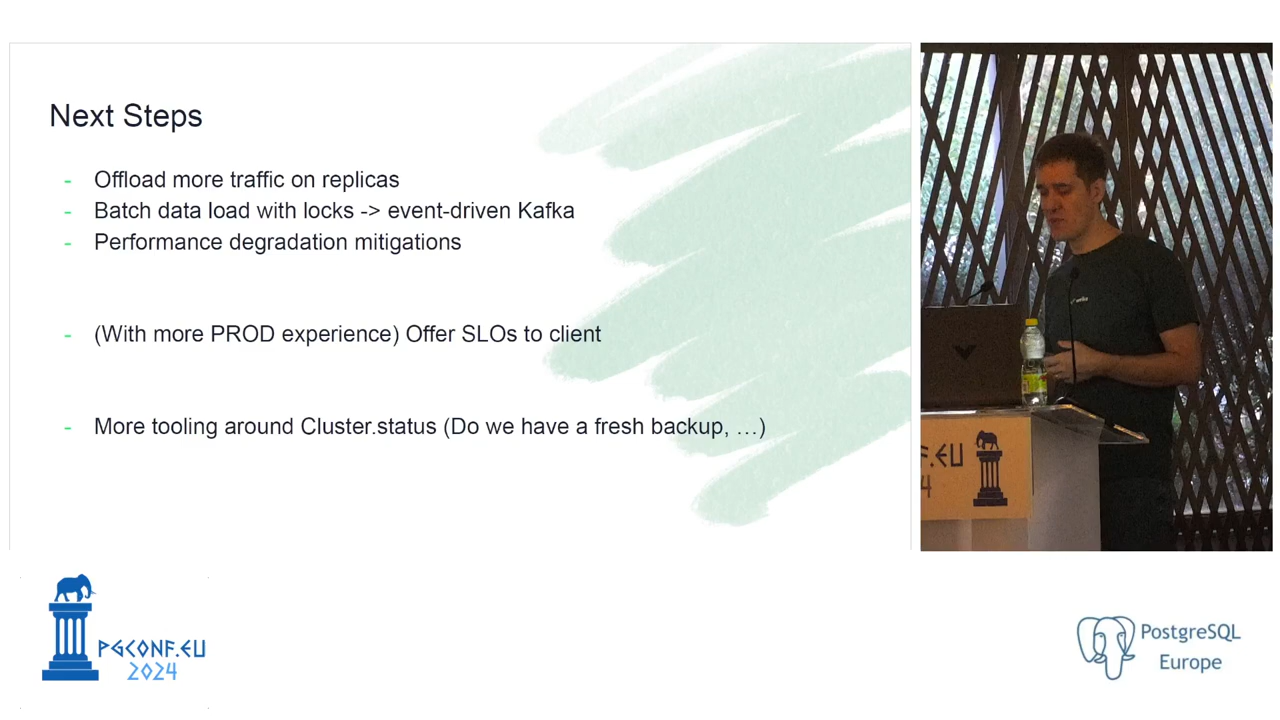 Next Steps
- Offload more traffic on replicas
- Batch data load with locks -> event-driven Kafka
- Performance degradation mitigations
- (With more PROD experience) Offer SLOs to client
- More tooling around Cluster.status (Do we have a fresh backup, …)
F.EU
4
PGCONF.EU
2024
PostgreSQL
Europe